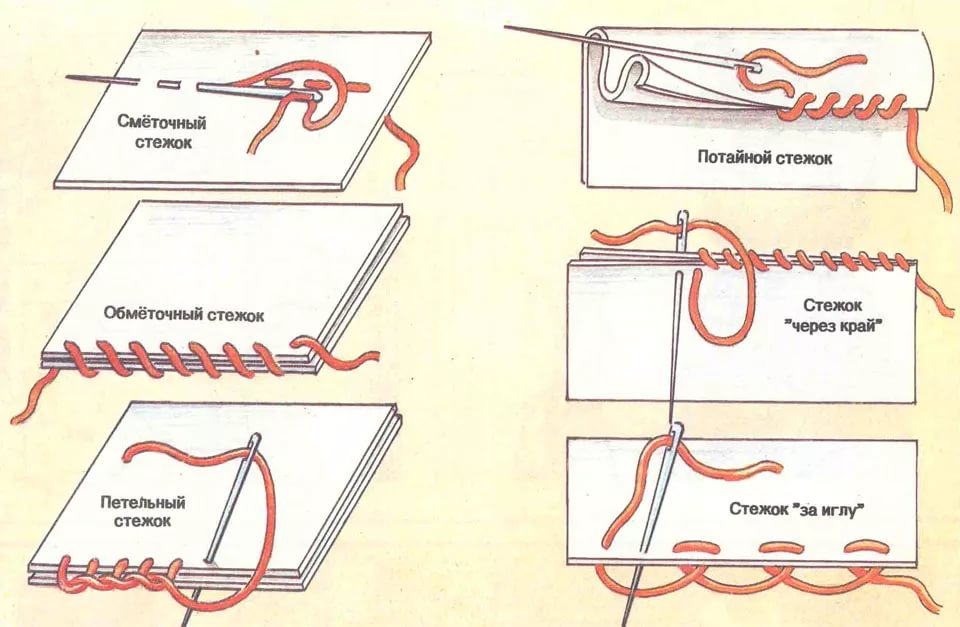 Смёточный
стежок
Потайной стежок
Обмёточный стежок
Стежок
"через край"
Петельный
стежок
Стежок "за иглу"